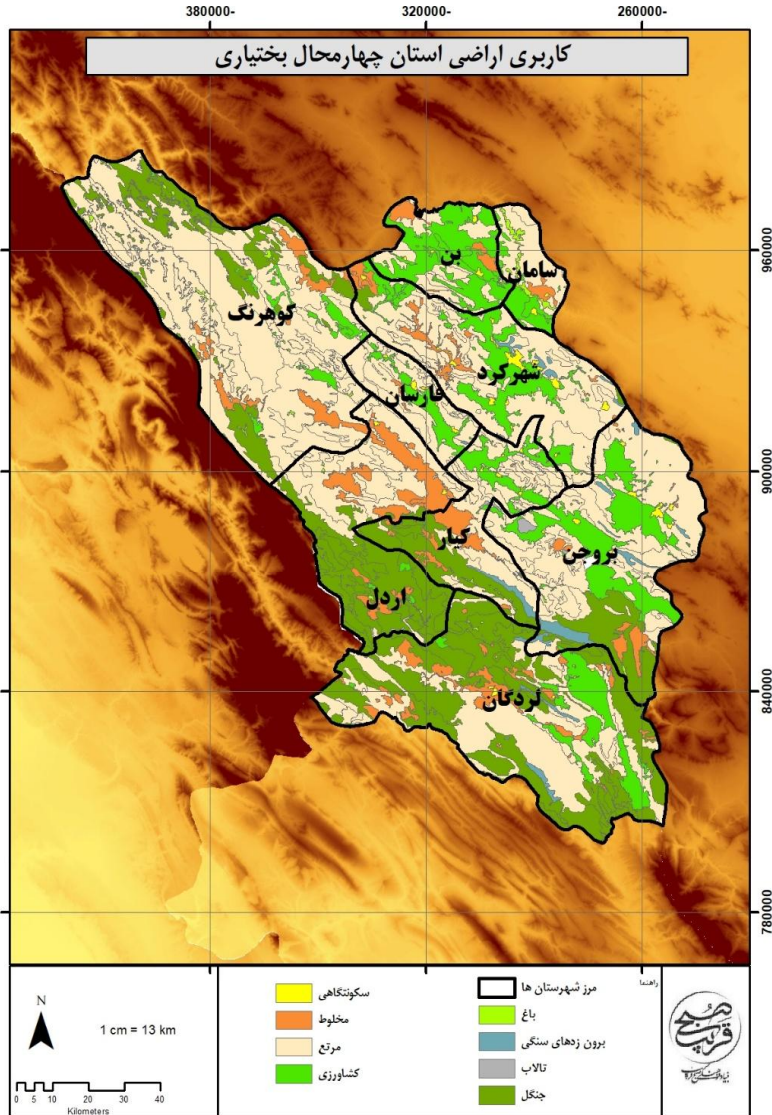 380000-
320000-
260000-
کاربری اراضی استان چهارمحال بختیاری
960000
900000
840000
780000
بن
سامان
کوهرنگ
شهرکرد
فارسان
کیار
بروجن
اردل
لردگان
راهنما
مرز شهرستان ها
باغ
برون زدهای سنگی
تالاب
جنگل
سکونتگاهی
مخلوط
مرتع
کشاورزی
N
1 cm = 13 km
0 5 10 20 30 40
Kilometers
صبح
قریب